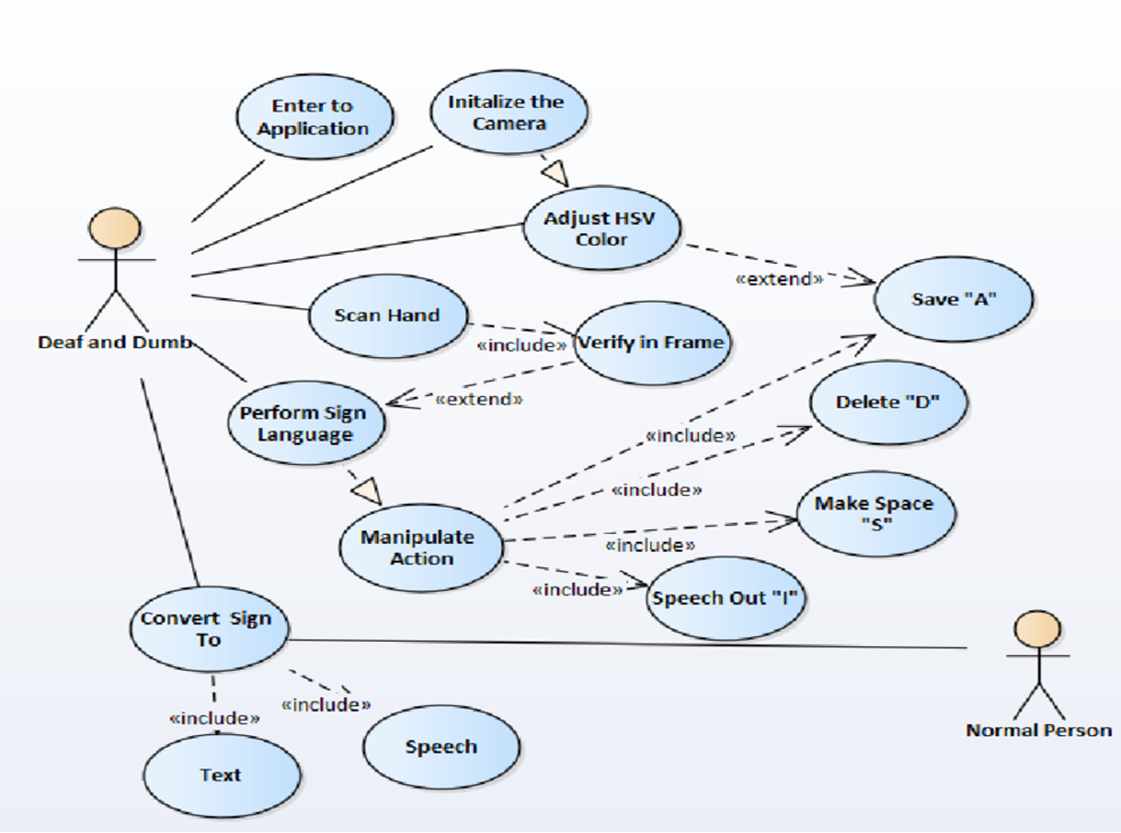 Enter to
Application
Initalize the
Camera
Adjust HSV
Color
«extend»
Save "A"
Scan Hand
«include»
Verify in Frame
Deaf and Dumb
«extend»
Perform Sign
Language
Delete "D"
«include»
«include»
Make Space
"S"
Manipulate
Action
«include»
«include»
Speech Out "I"
Convert  Sign
To
«include»
«include»
Normal Person
Speech
Text